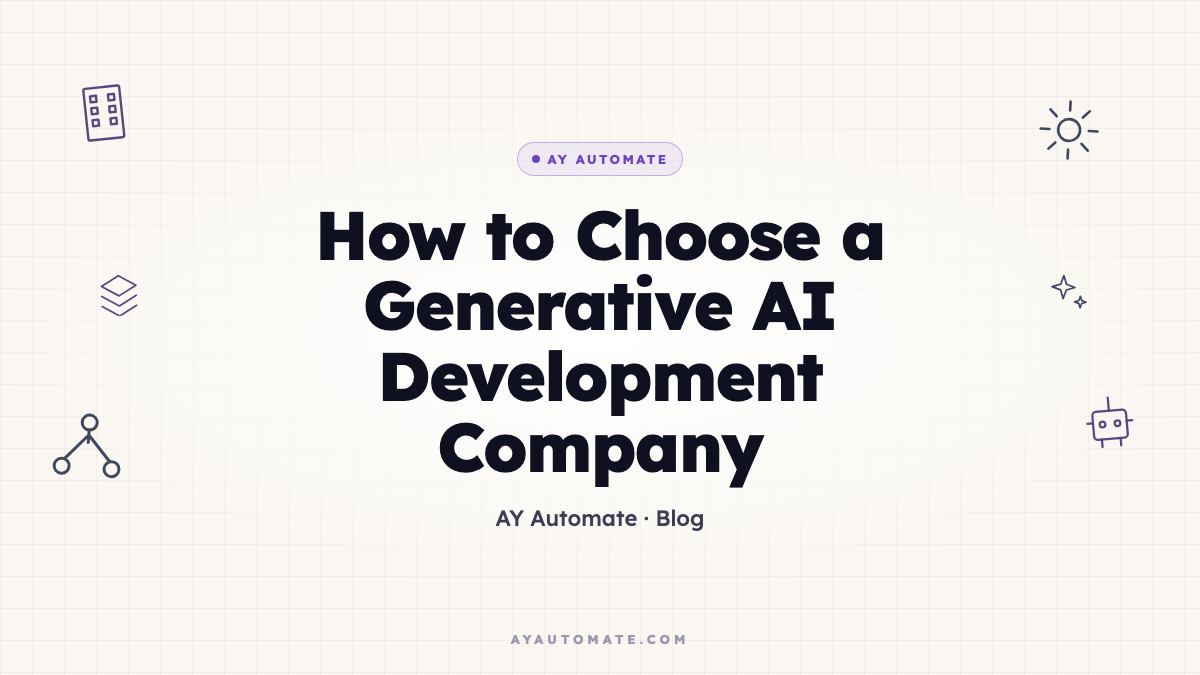 AY AUTOMATE
How to Choose a
Generative AI
Development
Company
AY Automate · Blog
AYAUTOMATE.COM